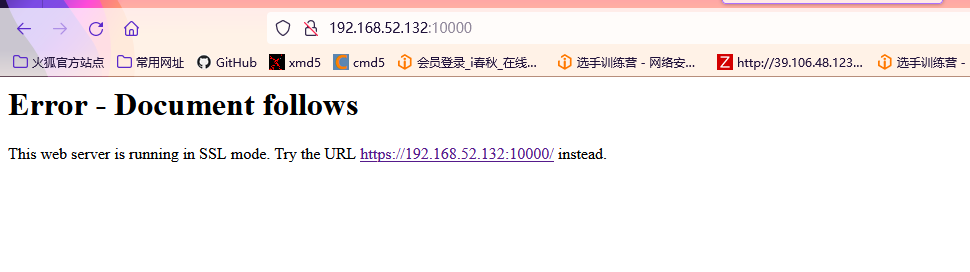 192.168.52.132:10000
火狐官方站点 常用网址 GitHub xmd5 cmd5 会员登录_i春秋_在线... 选手训练营 - 网络安... http://39.106.48.123... 选手训练营 -
Error - Document follows
This web server is running in SSL mode. Try the URL https://192.168.52.132:10000/ instead.